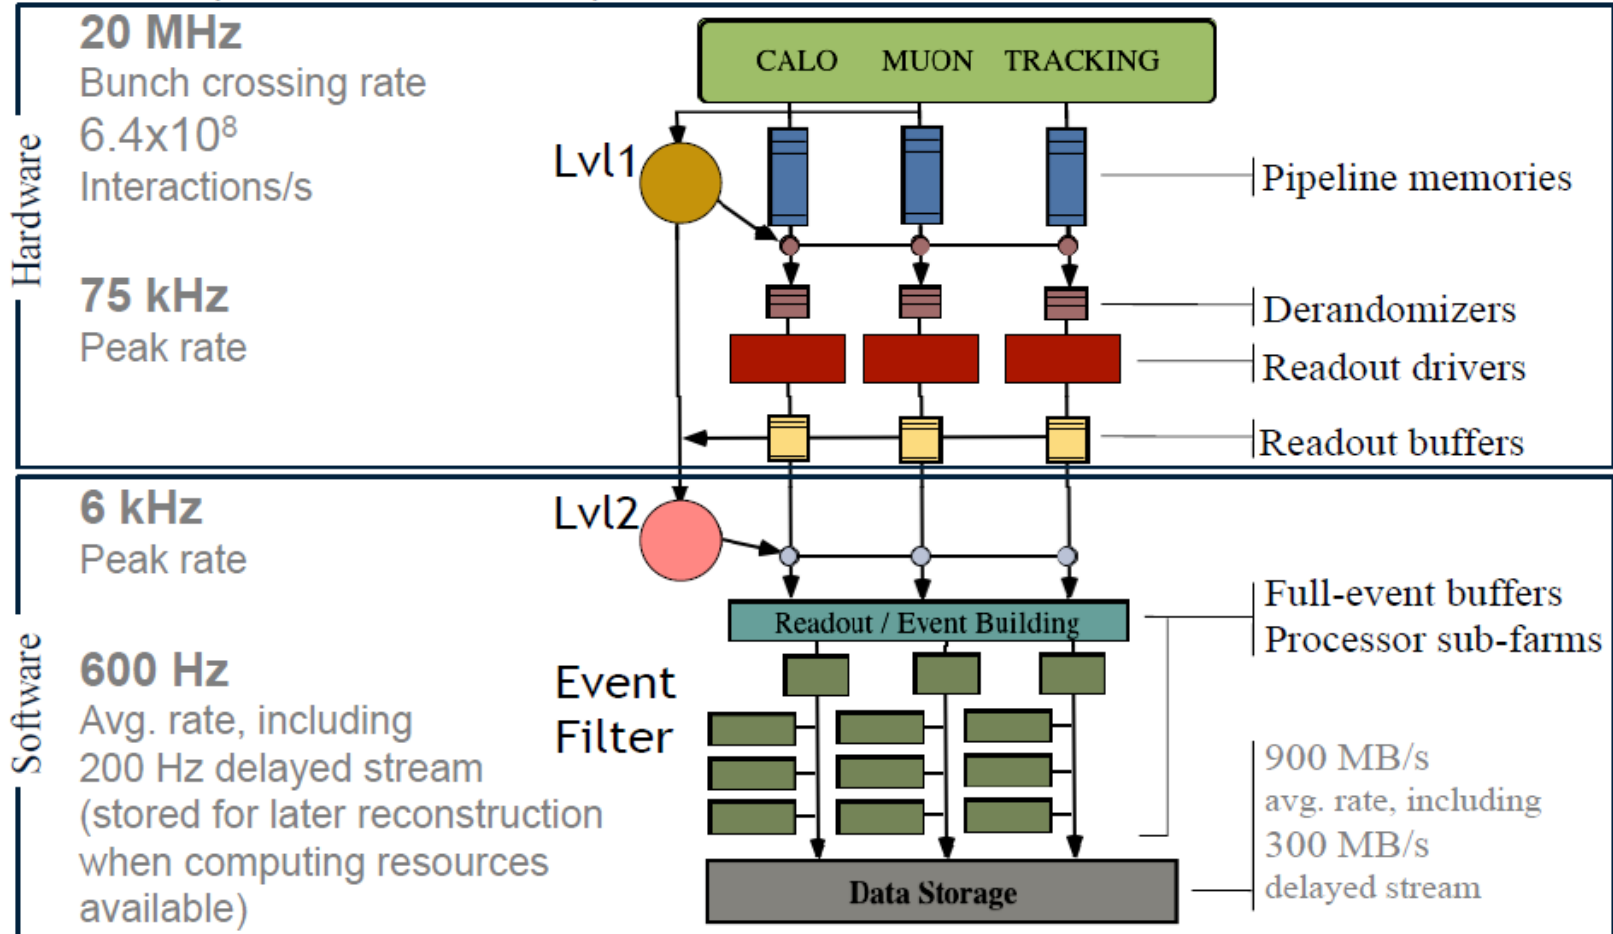 Hardware
20 MHz
Bunch crossing rate
6.4x10⁸
Interactions/s
75 kHz
Peak rate
CALO MUON TRACKING
Lvl1
Pipeline memories
Derandomizers
Readout drivers
Readout buffers
Software
6 kHz
Peak rate
600 Hz
Avg. rate, including
200 Hz delayed stream
(stored for later reconstruction
when computing resources
available)
Lvl2
Readout / Event Building
Event
Filter
Data Storage
Full-event buffers
Processor sub-farms
900 MB/s
avg. rate, including
300 MB/s
delayed stream